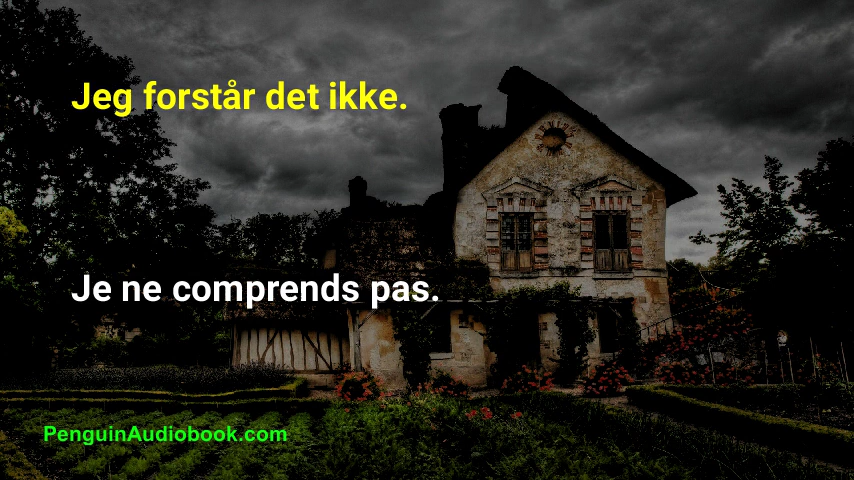 Jeg forstår det ikke.
Je ne comprends pas.
PenguinAudiobook.com